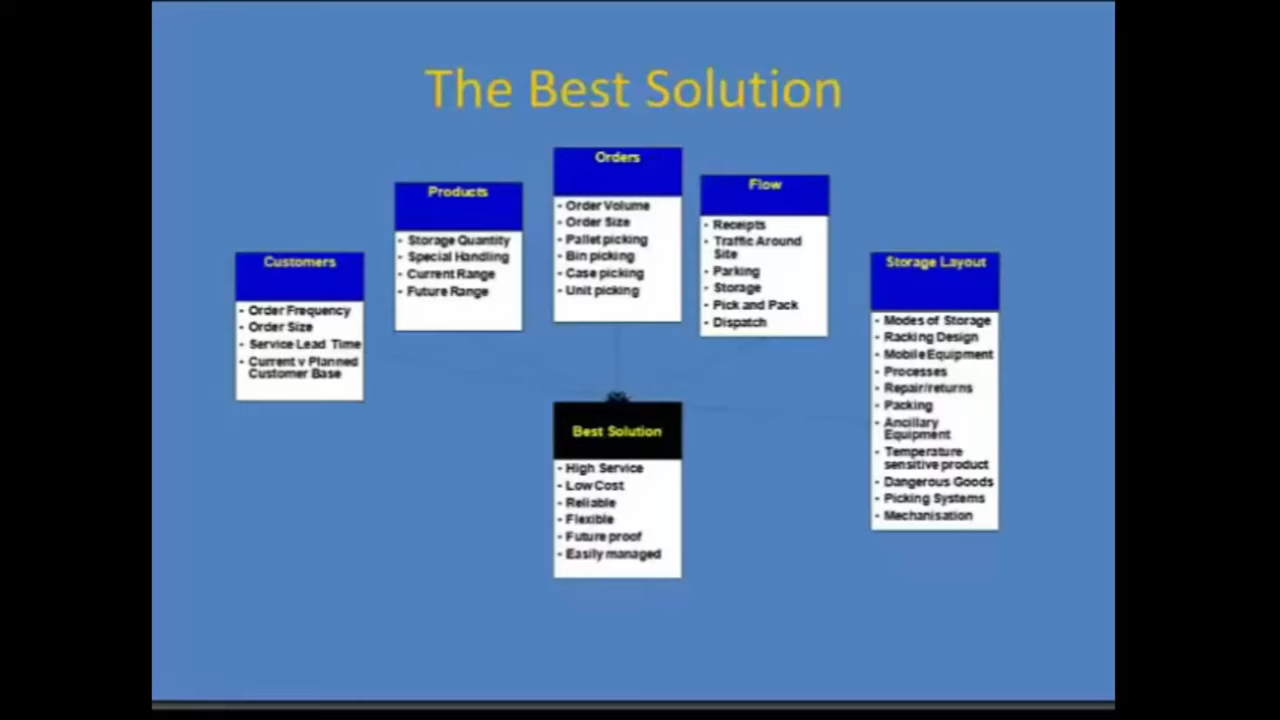 The Best Solution
Customers
- Order Frequency
- Order Size
- Service Lead Time
- Current v Planned
Customer Base
Products
- Storage Quantity
- Special Handling
- Current Range
- Future Range
Orders
- Order Volume
- Order Size
- Pallet picking
- Bin picking
- Case picking
- Unit picking
Flow
- Receipts
- Traffic Around
Site
- Parking
- Storage
- Pick and Pack
- Dispatch
Storage Layout
- Modes of Storage
- Racking Design
- Mobile Equipment
- Processes
- Repair/returns
- Packing
- Ancillary
Equipment
- Temperature
sensitive product
- Dangerous Goods
- Picking Systems
- Mechanisation
Best Solution
- High Service
- Low Cost
- Reliable
- Flexible
- Future proof
- Easily managed